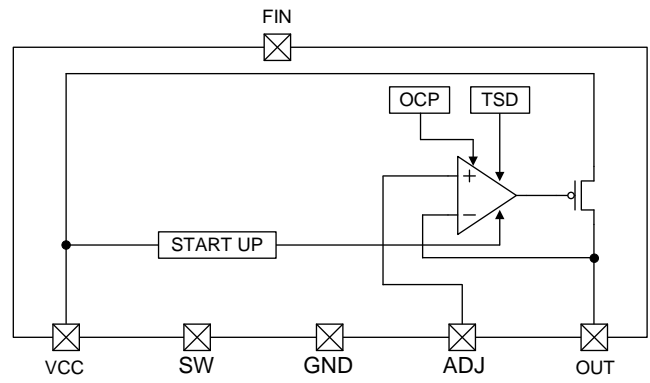 FIN
OCP TSD
+
−
START UP
VCC SW GND ADJ OUT